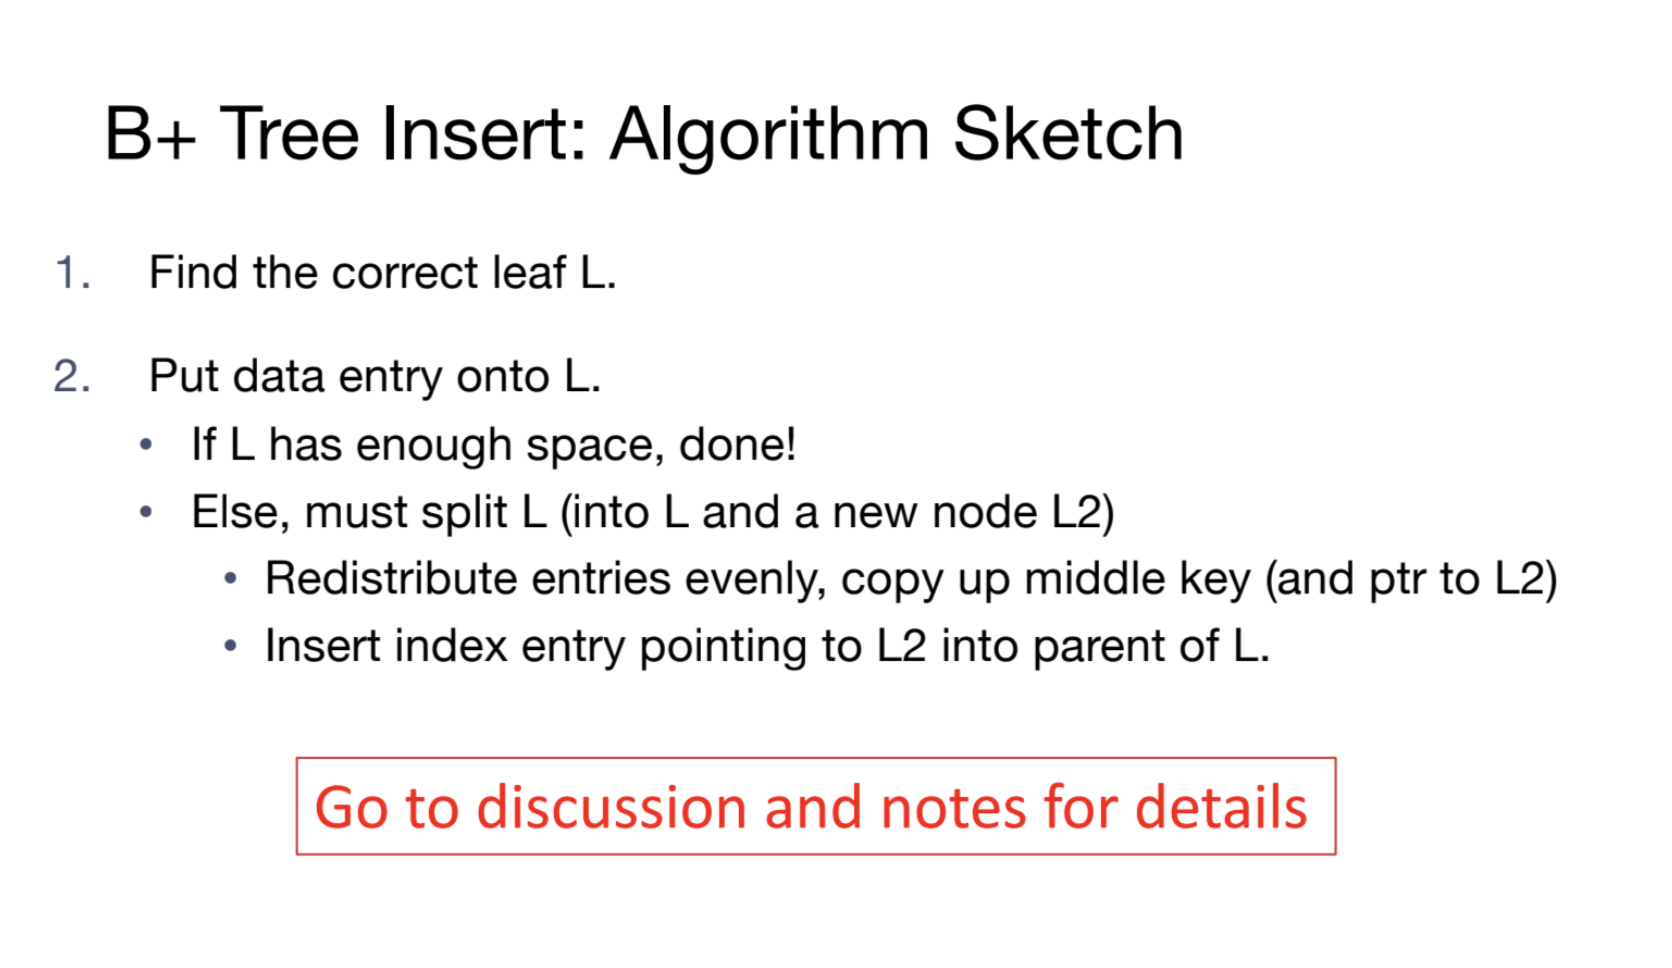 B+ Tree Insert: Algorithm Sketch
1. Find the correct leaf L.
2. Put data entry onto L.
• If L has enough space, done!
• Else, must split L (into L and a new node L2)
• Redistribute entries evenly, copy up middle key (and ptr to L2)
• Insert index entry pointing to L2 into parent of L.
Go to discussion and notes for details